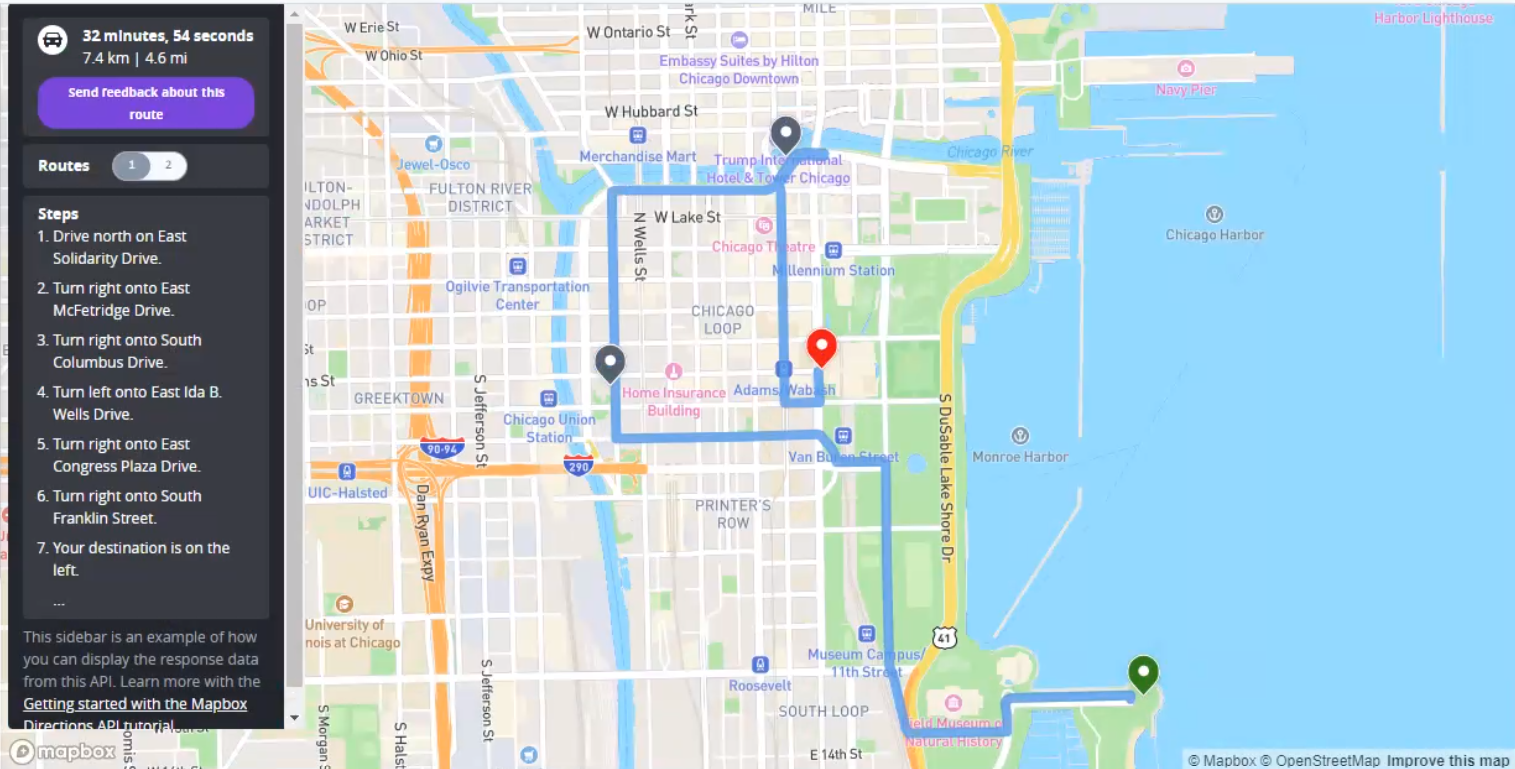 32 minutes, 54 seconds
7.4 km | 4.6 mi
Send feedback about this
route
Routes
1
2
Steps
1. Drive north on East
Solidarity Drive.
2. Turn right onto East
McFetridge Drive.
3. Turn right onto South
Columbus Drive.
4. Turn left onto East Ida B.
Wells Drive.
5. Turn right onto East
Congress Plaza Drive.
6. Turn right onto South
Franklin Street.
7. Your destination is on the
left.
...
This sidebar is an example of how
you can display the response data
from this API. Learn more with the
Getting started with the Mapbox
Directions API tutorial.
mapbox
W Erie St
W Ohio St
W Ontario St
MILE
Embassy Suites by Hilton
Chicago Downtown
W Hubbard St
Merchandise Mart
Jewel-Osco
FULTON RIVER
DISTRICT
Trump International
Hotel & Tower Chicago
Chicago River
Navy Pier
Harbor Lighthouse
W Lake St
N Wells St
Chicago Theatre
Millennium Station
Chicago Harbor
Ogilvie Transportation
Center
CHICAGO
LOOP
GREEKTOWN
S Jefferson St
Chicago Union
Station
Home Insurance
Building
Adams/Wabash
Van Buren Street
S DuSable Lake Shore Dr
Monroe Harbor
90-94
290
UIC-Halsted
Dan Ryan Expy
PRINTER'S
ROW
University of
nois at Chicago
S Jefferson St
Roosevelt
Museum Campus/
11th Street
41
SOUTH LOOP
Field Museum o
Natural History
E 14th St
S Morgan
S Halst
© Mapbox © OpenStreetMap Improve this map